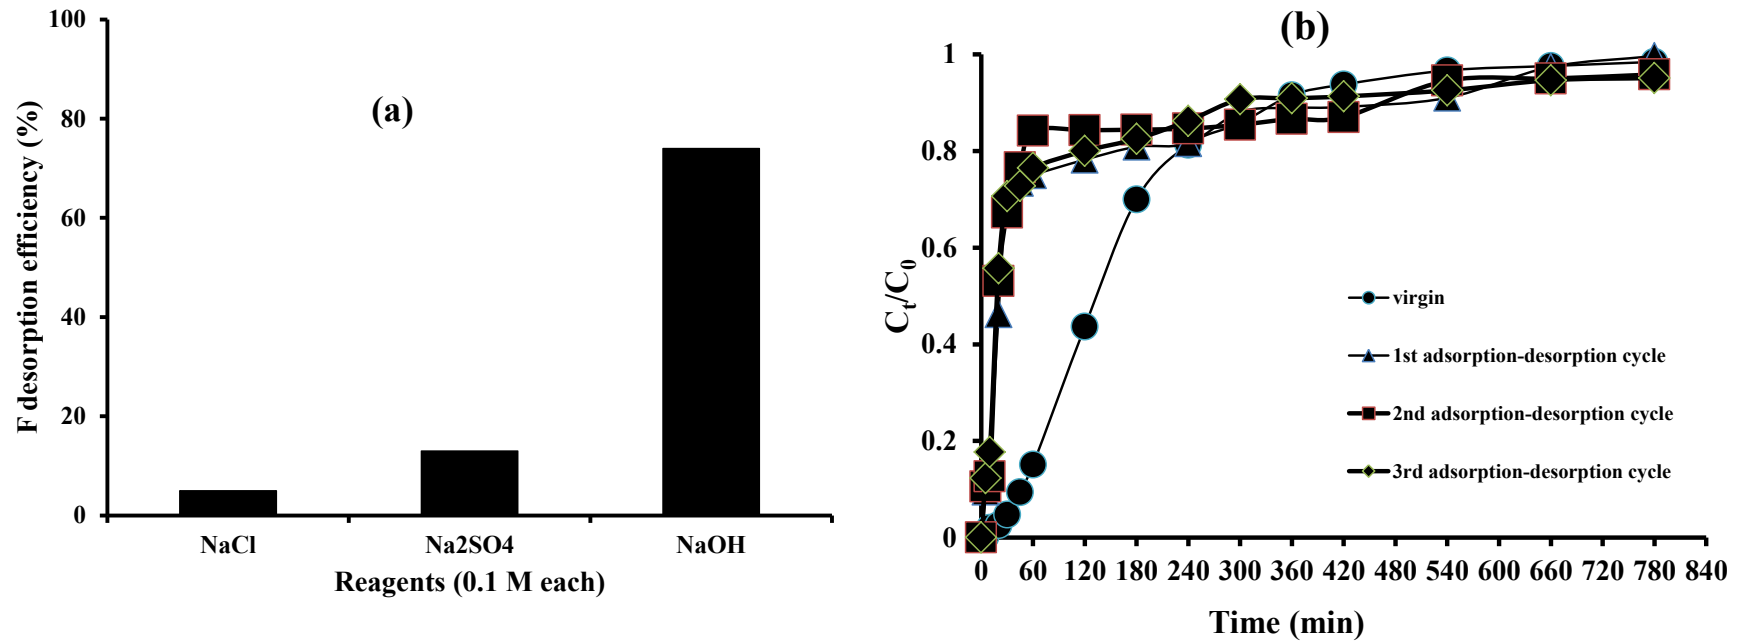 (a)
F desorption efficiency (%)
100
80
60
40
20
0
NaCl
Na2SO4
NaOH
Reagents (0.1 M each)
(b)
Ct/C0
1
0.8
0.6
0.4
0.2
0
0 60 120 180 240 300 360 420 480 540 600 660 720 780 840
Time (min)
virgin
1st adsorption-desorption cycle
2nd adsorption-desorption cycle
3rd adsorption-desorption cycle